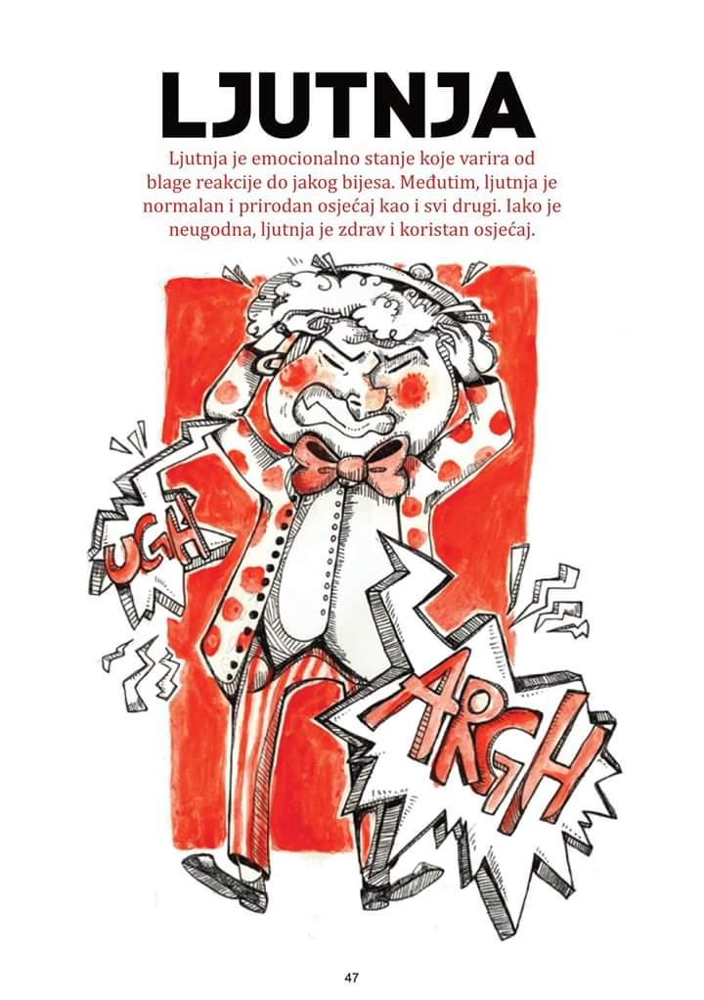 LJUTNJA
Ljutnja je emocionalno stanje koje varira od
blage reakcije do jakog bijesa. Međutim, ljutnja je
normalan i prirodan osjećaj kao i svi drugi. Iako je
neugodna, ljutnja je zdrav i koristan osjećaj.
UGH
ARGH
47